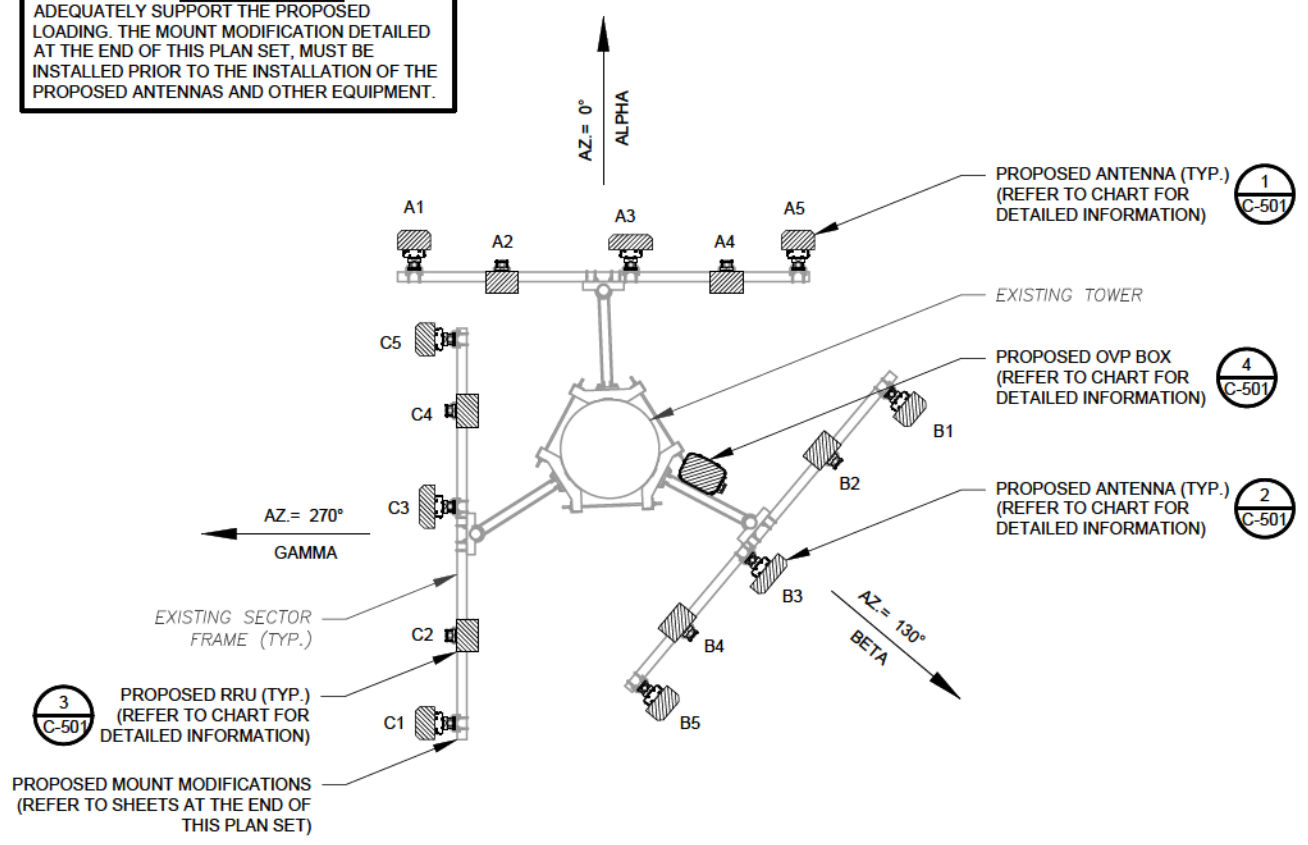 ADEQUATELY SUPPORT THE PROPOSED
LOADING. THE MOUNT MODIFICATION DETAILED
AT THE END OF THIS PLAN SET, MUST BE
INSTALLED PRIOR TO THE INSTALLATION OF THE
PROPOSED ANTENNAS AND OTHER EQUIPMENT.
AZ.= 0°
ALPHA
PROPOSED ANTENNA (TYP.)
(REFER TO CHART FOR
DETAILED INFORMATION)
1
C-501
A1
A2
A3
A4
A5
EXISTING TOWER
PROPOSED OVP BOX
(REFER TO CHART FOR
DETAILED INFORMATION)
4
C-501
C5
C4
C3
C2
C1
B1
B2
B3
B4
B5
PROPOSED ANTENNA (TYP.)
(REFER TO CHART FOR
DETAILED INFORMATION)
2
C-501
AZ.= 270°
GAMMA
AZ.= 130°
BETA
EXISTING SECTOR
FRAME (TYP.)
3
C-501
PROPOSED RRU (TYP.)
(REFER TO CHART FOR
DETAILED INFORMATION)
PROPOSED MOUNT MODIFICATIONS
(REFER TO SHEETS AT THE END OF
THIS PLAN SET)